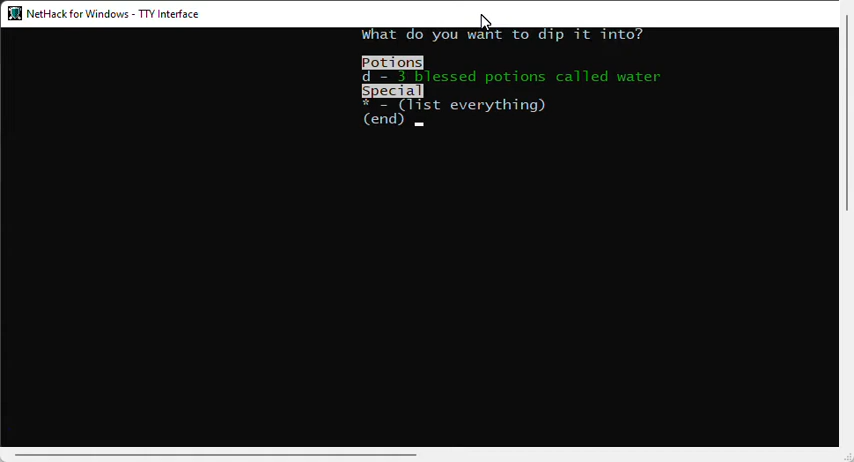 NetHack for Windows - TTY Interface
What do you want to dip it into?
Potions
d - 3 blessed potions called water
Special
* - (list everything)
(end)